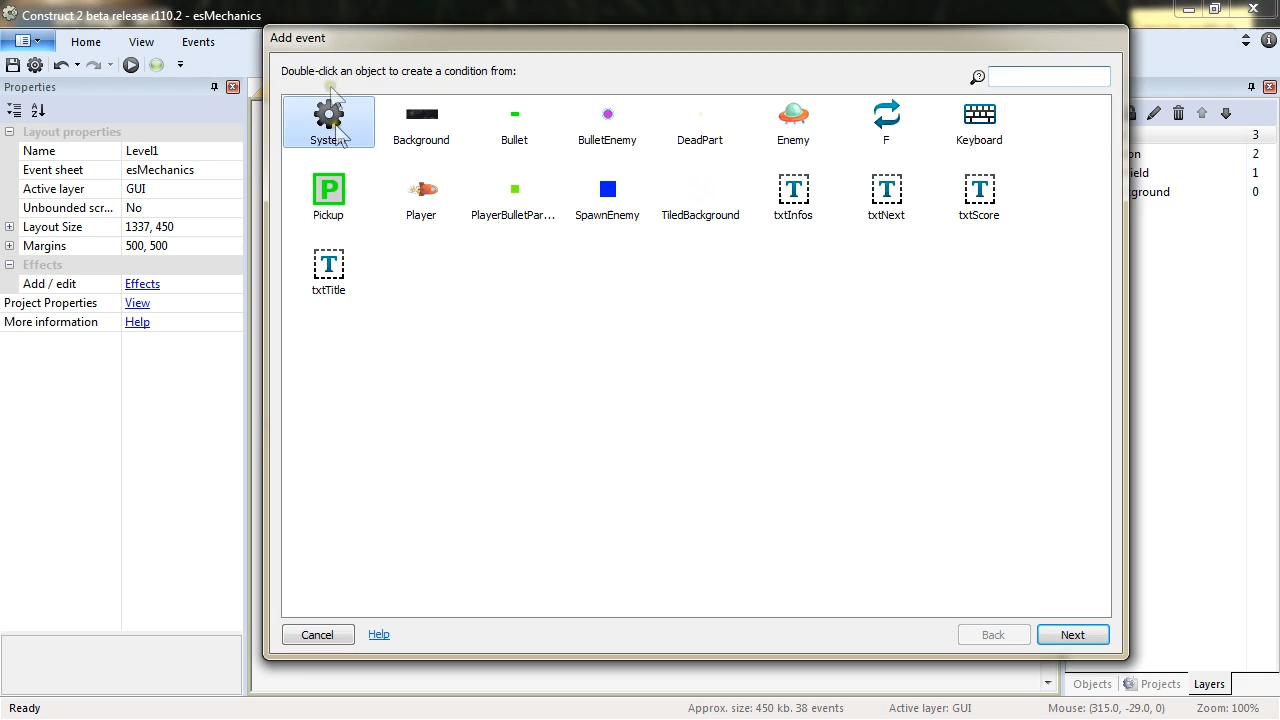 Construct 2 beta release r110.2 - esMechanics
Home View Events
Add event
Double-click an object to create a condition from:
Properties
Layout properties
Name Level1
Event sheet esMechanics
Active layer GUI
Unbounded scr... No
Layout Size 1337, 450
Margins 500, 500
Effects
Add / edit Effects
Project Properties View
More information Help
System Background Bullet BulletEnemy DeadPart Enemy F Keyboard
P
Pickup Player PlayerBulletPar... SpawnEnemy TiledBackground txtInfos txtNext txtScore
T T T
T
txtTitle
3
on 2
ield 1
ground 0
Cancel Help Back Next
Objects Projects Layers
Ready Approx. size: 450 kb. 38 events Active layer: GUI Mouse: (315.0, -29.0, 0) Zoom: 100%